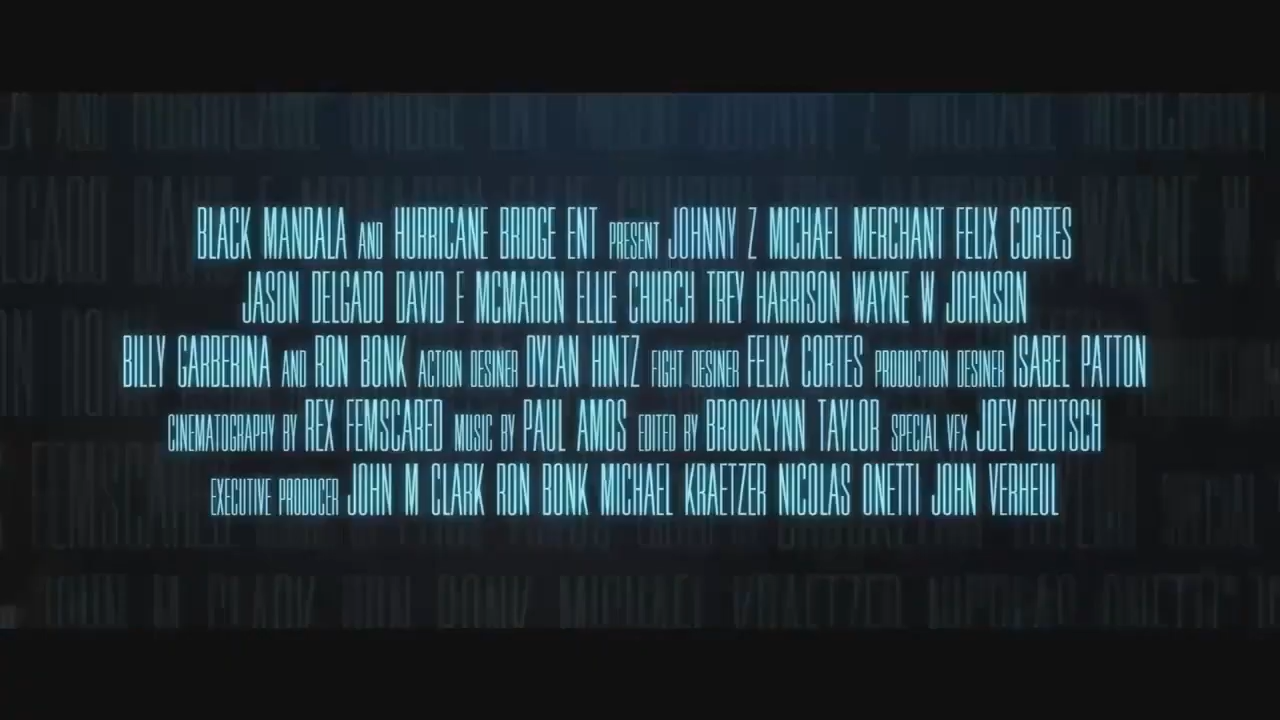 BLACK MANDALA AND HURRICANE BRIDGE ENT PRESENT JOHNNY Z MICHAEL MERCHANT FELIX CORTES
JASON DELGADO DAVID E MCMAHON ELLIE CHURCH TREY HARRISON WAYNE W JOHNSON
BILLY GARBERINA AND RON BONK ACTION DESINER DYLAN HINTZ FIGHT DESINER FELIX CORTES PRODUCTION DESINER ISABEL PATTON
CINEMATOGRAPHY BY REX FEMSCARED MUSIC BY PAUL AMOS EDITED BY BROOKLYNN TAYLOR SPECIAL VFX JOEY DEUTSCH
EXECUTIVE PRODUCER JOHN M CLARK RON BONK MICHAEL KRAETZER NICOLAS ONETTI JOHN VERHEUL